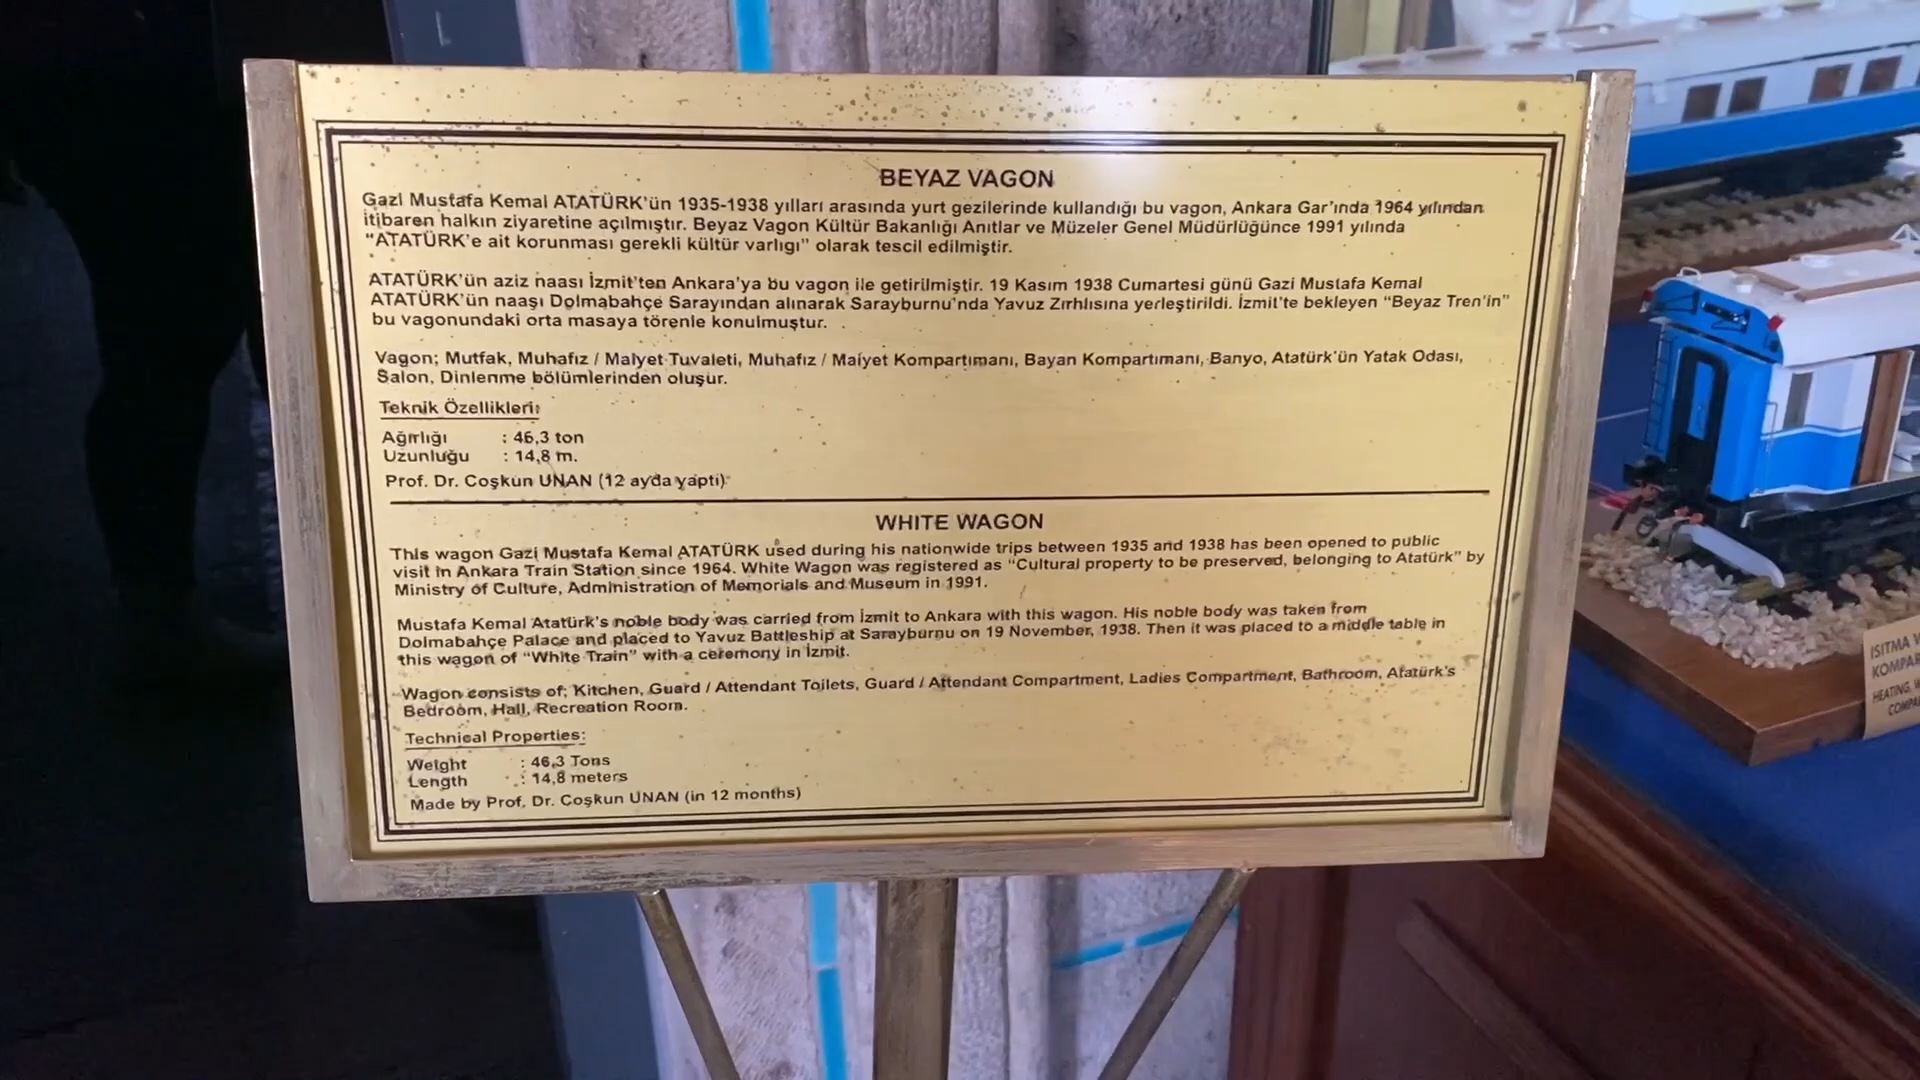 BEYAZ VAGON
Gazi Mustafa Kemal ATATÜRK'ün 1935-1938 yılları arasında yurt gezilerinde kullandığı bu vagon, Ankara Gar'ında 1964 yılından
itibaren halkın ziyaretine açılmıştır. Beyaz Vagon Kültür Bakanlığı Anıtlar ve Müzeler Genel Müdürlüğünce 1991 yılında
"ATATÜRK'e ait korunması gerekli kültür varlıgı" olarak tescil edilmiştir.
ATATÜRK'ün aziz naası İzmit'ten Ankara'ya bu vagon ile getirilmiştir. 19 Kasım 1938 Cumartesi günü Gazi Mustafa Kemal
ATATÜRK'ün naaşı Dolmabahçe Sarayından alınarak Sarayburnu'nda Yavuz Zırhlısına yerleştirildi. İzmit'te bekleyen "Beyaz Tren'in"
bu vagonundaki orta masaya törenle konulmuştur.
Vagon; Mutfak, Muhafız / Maiyet Tuvaleti, Muhafız / Maiyet Kompartımanı, Bayan Kompartımanı, Banyo, Atatürk'ün Yatak Odası,
Salon, Dinlenme bölümlerinden oluşur.
Teknik Özellikleri:
Ağırlığı : 46,3 ton
Uzunluğu : 14,8 m.
Prof. Dr. Coşkun UNAN (12 ayda yaptı)
WHITE WAGON
This wagon Gazi Mustafa Kemal ATATÜRK used during his nationwide trips between 1935 and 1938 has been opened to public
visit in Ankara Train Station since 1964. White Wagon was registered as "Cultural property to be preserved, belonging to Atatürk" by
Ministry of Culture, Administration of Memorials and Museum in 1991.
Mustafa Kemal Atatürk's noble body was carried from İzmit to Ankara with this wagon. His noble body was taken from
Dolmabahçe Palace and placed to Yavuz Battleship at Sarayburnu on 19 November, 1938. Then it was placed to a middle table in
this wagon of "White Train" with a ceremony in İzmit.
Wagon consists of; Kitchen, Guard / Attendant Toilets, Guard / Attendant Compartment, Ladies Compartment, Bathroom, Atatürk's
Bedroom, Hall, Recreation Room.
Technical Properties:
Weight : 46,3 Tons
Length : 14,8 meters
Made by Prof. Dr. Coşkun UNAN (in 12 months)
ISITMA
HEATING,